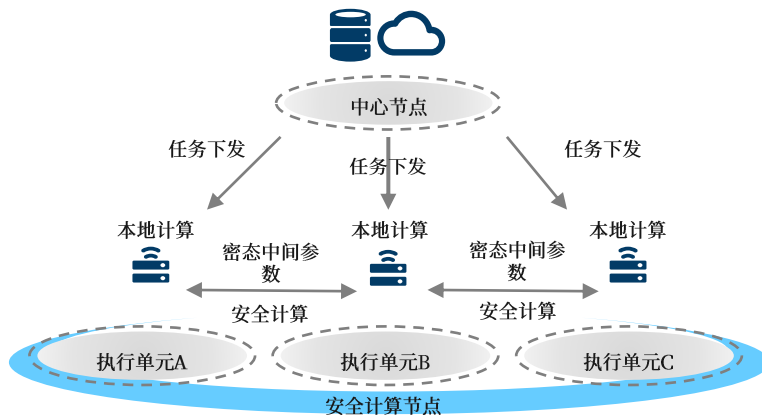 中心节点
任务下发
任务下发
任务下发
本地计算
本地计算
本地计算
密态中间参
数
密态中间参
数
安全计算
安全计算
执行单元A
执行单元B
执行单元C
安全计算节点